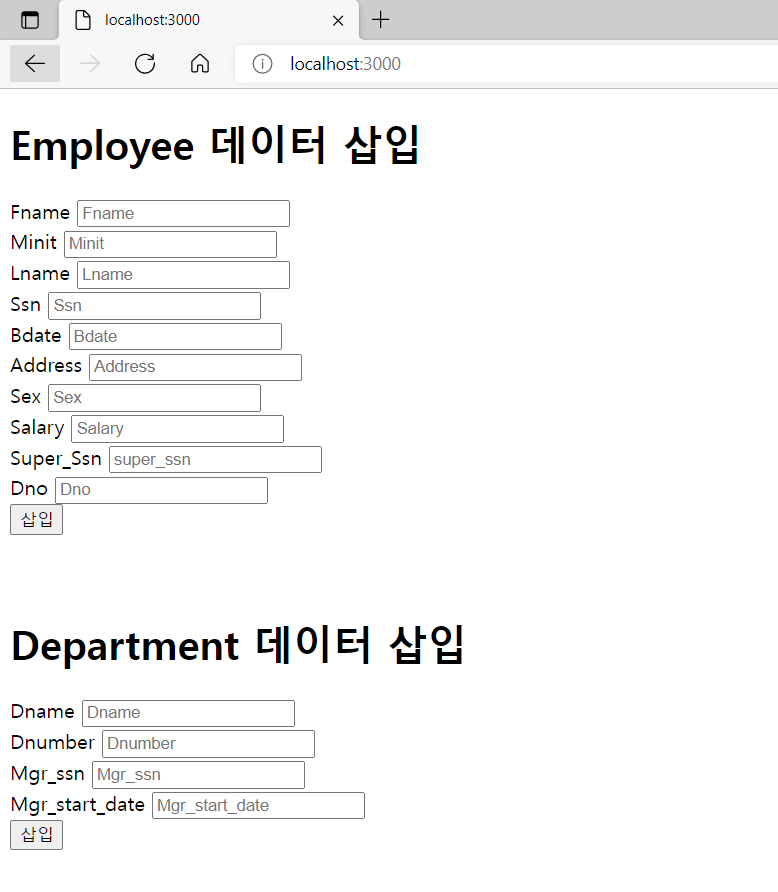 localhost:3000
localhost:3000
Employee 데이터 삽입
Fname Fname
Minit Minit
Lname Lname
Ssn Ssn
Bdate Bdate
Address Address
Sex Sex
Salary Salary
Super_Ssn super_ssn
Dno Dno
삽입
Department 데이터 삽입
Dname Dname
Dnumber Dnumber
Mgr_ssn Mgr_ssn
Mgr_start_date Mgr_start_date
삽입